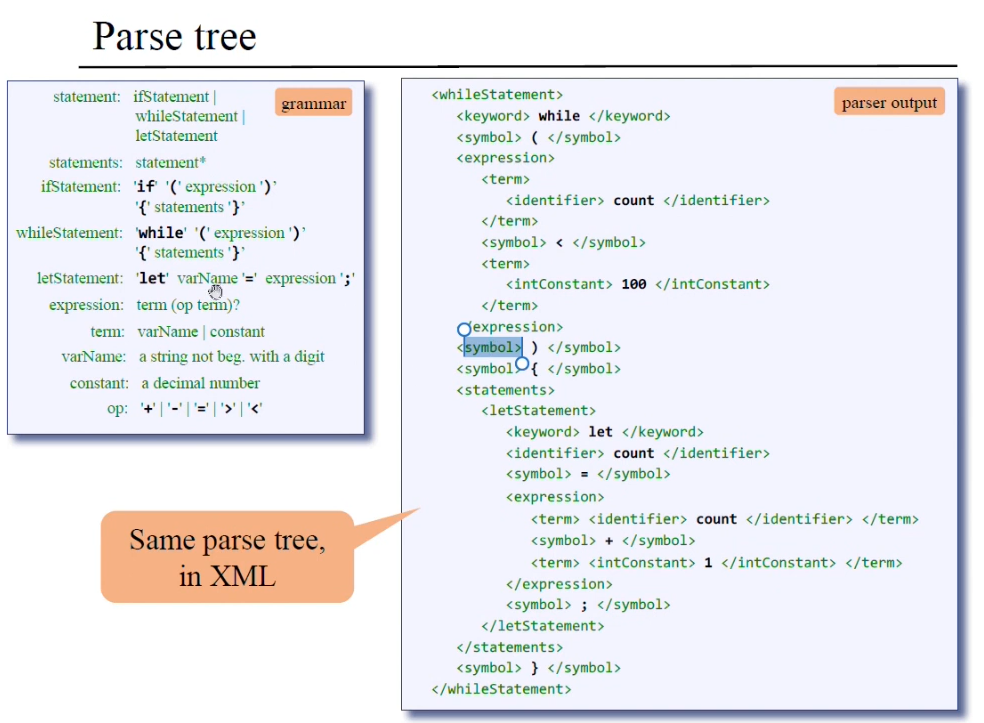 Parse tree
grammar
statement: ifStatement |
whileStatement |
letStatement
statements: statement*
ifStatement: 'if' '(' expression ')'
'{' statements '}'
whileStatement: 'while' '(' expression ')'
'{' statements '}'
letStatement: 'let' varName '=' expression ';'
expression: term (op term)?
term: varName | constant
varName: a string not beg. with a digit
constant: a decimal number
op: '+' | '-' | '=' | '>' | '<'
Same parse tree,
in XML
parser output
<whileStatement>
<keyword> while </keyword>
<symbol> ( </symbol>
<expression>
<term>
<identifier> count </identifier>
</term>
<symbol> < </symbol>
<term>
<intConstant> 100 </intConstant>
</term>
</expression>
<symbol> ) </symbol>
<symbol> { </symbol>
<statements>
<letStatement>
<keyword> let </keyword>
<identifier> count </identifier>
<symbol> = </symbol>
<expression>
<term> <identifier> count </identifier> </term>
<symbol> + </symbol>
<term> <intConstant> 1 </intConstant> </term>
</expression>
<symbol> ; </symbol>
</letStatement>
</statements>
<symbol> } </symbol>
</whileStatement>